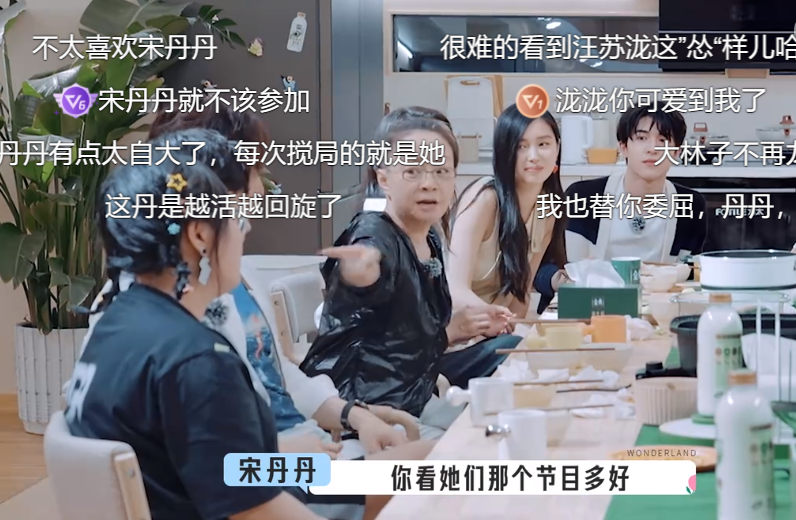 不太喜欢宋丹丹
很难的看到汪苏泷这”怂“样儿哈
V6 宋丹丹就不该参加
V1 泷泷你可爱到我了
丹丹有点太自大了，每次搅局的就是她
大林子不再
这丹是越活越回旋了
我也替你委屈，丹丹，
WONDERLAND
宋丹丹
你看她们那个节目多好